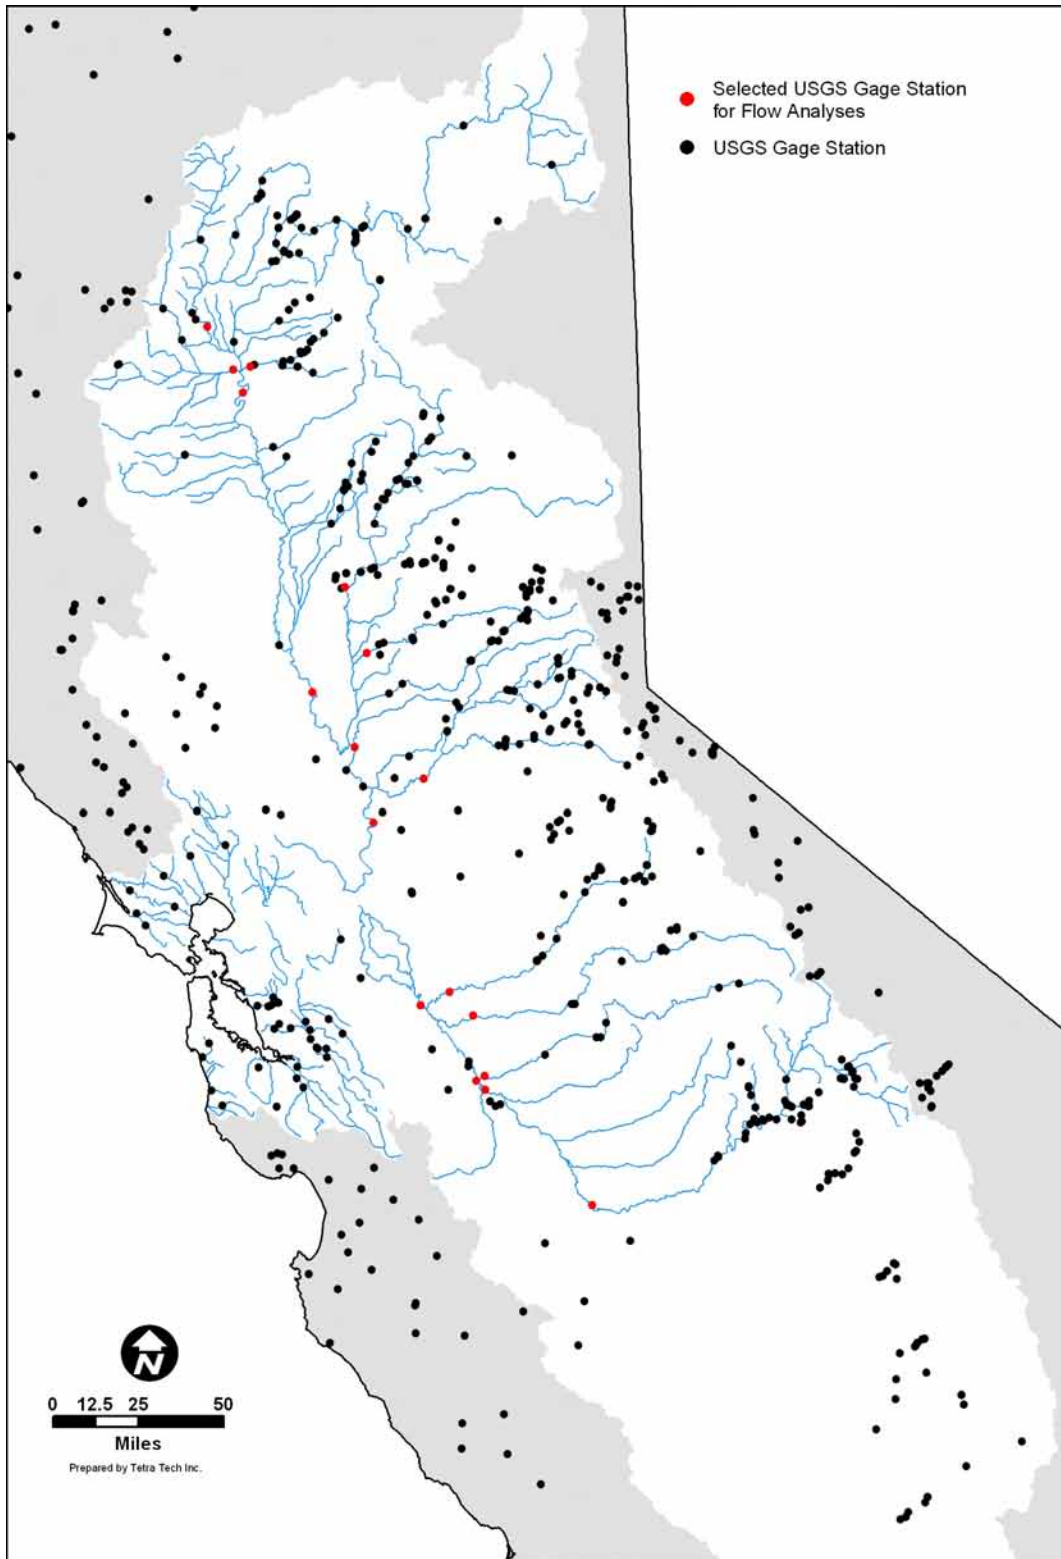 Selected USGS Gage Station
for Flow Analyses
USGS Gage Station
N
0 12.5 25 50
Miles
Prepared by Tetra Tech Inc.